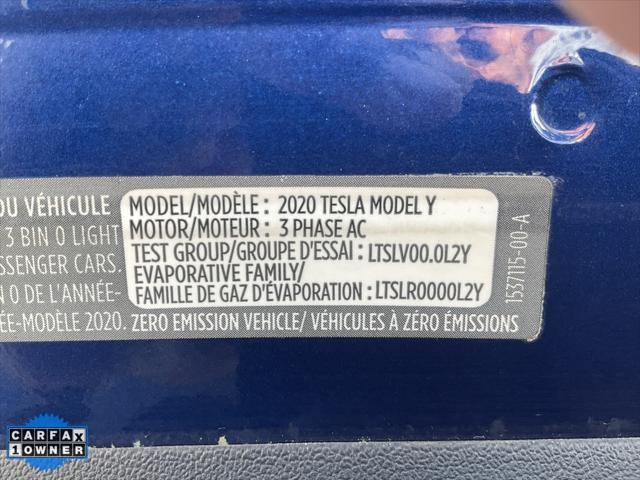 DU VÉHICULE
3 BIN 0 LIGHT
SSENGER CARS.
N 0 DE L'ANNÉE-
ÉE-MODÈLE 2020. ZERO EMISSION VEHICLE/ VÉHICULES À ZÉRO ÉMISSIONS
MODEL/MODÈLE : 2020 TESLA MODEL Y
MOTOR/MOTEUR : 3 PHASE AC
TEST GROUP/GROUPE D'ESSAI : LTSLV00.0L2Y
EVAPORATIVE FAMILY/
FAMILLE DE GAZ D'ÉVAPORATION : LTSLR0000L2Y
1537115-00-A
CARFAX
1 OWNER